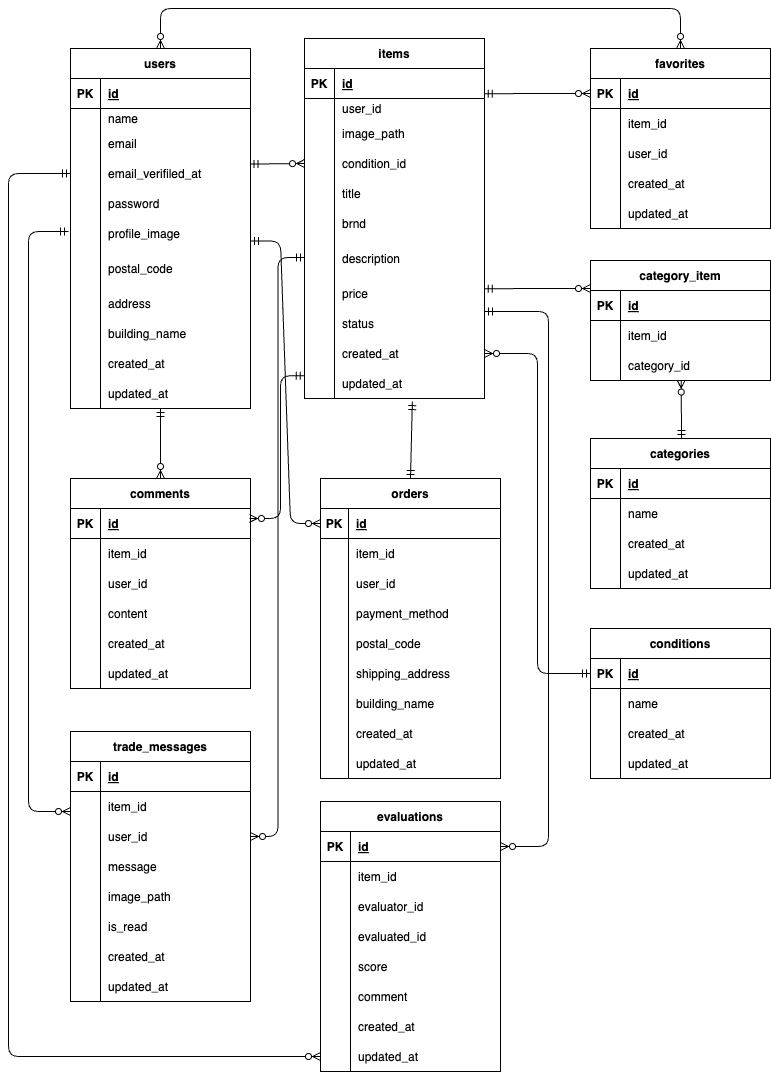 users
PK id
name
email
email_verifiled_at
password
profile_image
postal_code
address
building_name
created_at
updated_at
items
PK id
user_id
image_path
condition_id
title
brnd
description
price
status
created_at
updated_at
favorites
PK id
item_id
user_id
created_at
updated_at
category_item
PK id
item_id
category_id
categories
PK id
name
created_at
updated_at
comments
PK id
item_id
user_id
content
created_at
updated_at
orders
PK id
item_id
user_id
payment_method
postal_code
shipping_address
building_name
created_at
updated_at
conditions
PK id
name
created_at
updated_at
trade_messages
PK id
item_id
user_id
message
image_path
is_read
created_at
updated_at
evaluations
PK id
item_id
evaluator_id
evaluated_id
score
comment
created_at
updated_at